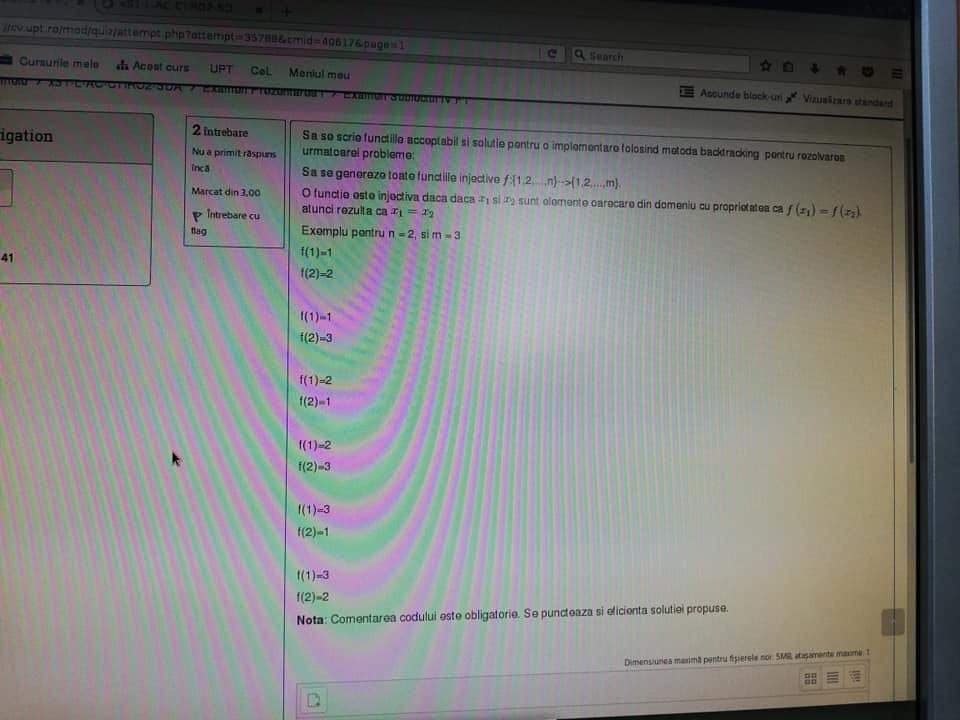 //cv.upt.ro/mod/quiz/attempt.php?attempt=35788&cmid=40617&page=1
Search
Cursurile mele Acest curs UPT CeL Meniul meu
Ascunde block-uri Vizualizare standard
igation
41
2 Întrebare
Nu a primit răspuns
încă
Marcat din 3,00
Întrebare cu
flag
Sa se scrie functiile acceptabil si solutie pentru o implementare folosind metoda backtracking pentru rezolvarea
urmatoarei probleme:
Sa se genereze toate functiile injective f:{1,2,...,n}-->{1,2,...,m}.
O functie este injectiva daca daca x₁ si x₂ sunt elemente oarecare din domeniu cu proprietatea ca f (x₁) = f (x₂)
atunci rezulta ca x₁ = x₂
Exemplu pentru n = 2, si m = 3
f(1)=1
f(2)=2
f(1)=1
f(2)=3
f(1)=2
f(2)=1
f(1)=2
f(2)=3
f(1)=3
f(2)=1
f(1)=3
f(2)=2
Nota: Comentarea codului este obligatorie. Se puncteaza si eficienta solutiei propuse.
Dimensiunea maximă pentru fișierele noi: 5MB, atașamente maxime: 1